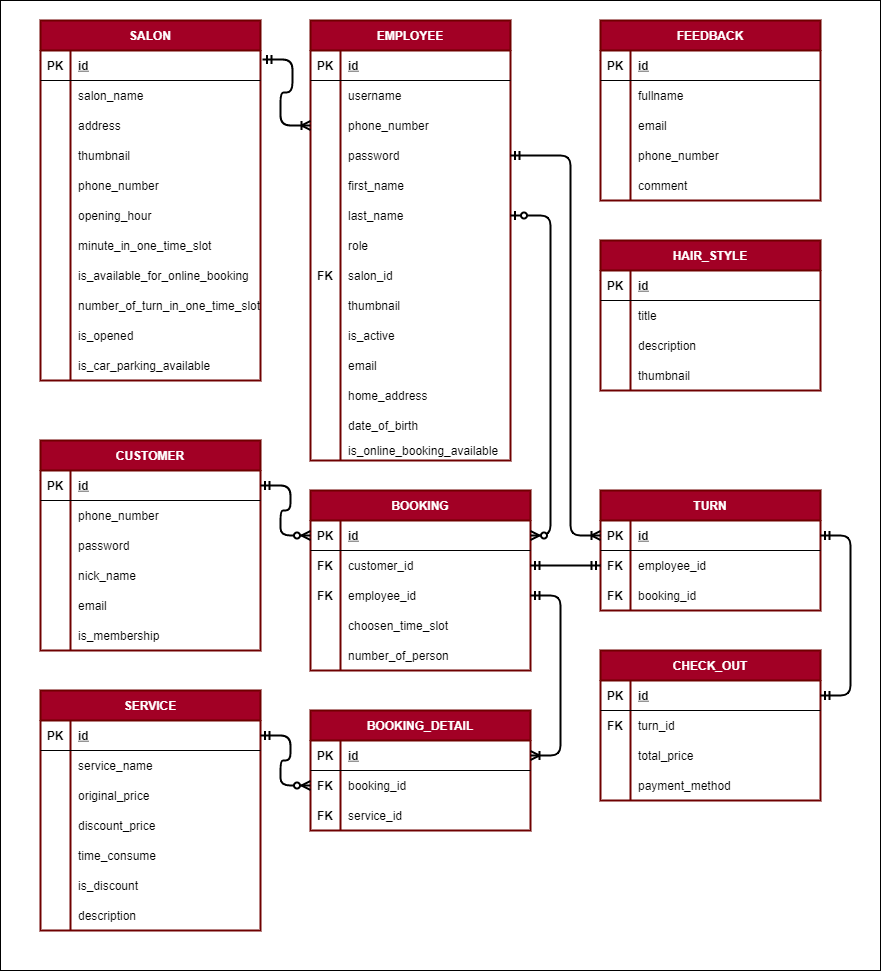 SALON
PK id
salon_name
address
thumbnail
phone_number
opening_hour
minute_in_one_time_slot
is_available_for_online_booking
number_of_turn_in_one_time_slot
is_opened
is_car_parking_available
EMPLOYEE
PK id
username
phone_number
password
first_name
last_name
role
FK salon_id
thumbnail
is_active
email
home_address
date_of_birth
is_online_booking_available
FEEDBACK
PK id
fullname
email
phone_number
comment
HAIR_STYLE
PK id
title
description
thumbnail
CUSTOMER
PK id
phone_number
password
nick_name
email
is_membership
BOOKING
PK id
FK customer_id
FK employee_id
choosen_time_slot
number_of_person
TURN
PK id
FK employee_id
FK booking_id
CHECK_OUT
PK id
FK turn_id
total_price
payment_method
SERVICE
PK id
service_name
original_price
discount_price
time_consume
is_discount
description
BOOKING_DETAIL
PK id
FK booking_id
FK service_id